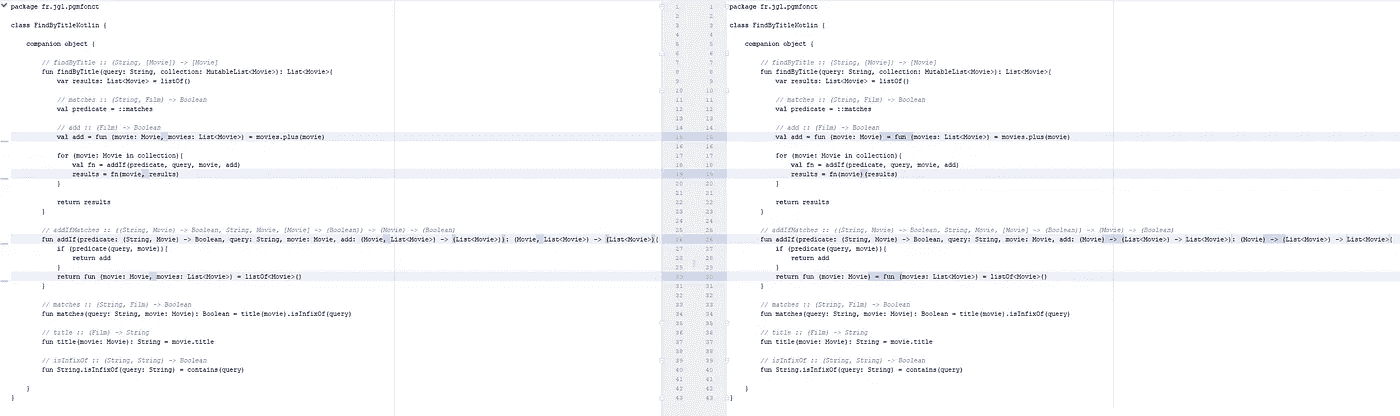 package fr.jgl.pgmfonct
class FindByTitleKotlin {
companion object {
// findByTitle :: (String, [Movie]) -> [Movie]
fun findByTitle(query: String, collection: MutableList<Movie>): List<Movie>{
var results: List<Movie> = listOf()
// matches :: (String, Film) -> Boolean
val predicate = ::matches
// add :: (Film) -> Boolean
val add = fun (movie: Movie, movies: List<Movie>) = movies.plus(movie)
for (movie: Movie in collection){
val fn = addIf(predicate, query, movie, add)
results = fn(movie, results)
}
return results
}
// addIfMatches :: ((String, Movie) -> Boolean, String, Movie, [Movie] -> (Boolean)) -> (Movie) -> (Boolean)
fun addIf(predicate: (String, Movie) -> Boolean, query: String, movie: Movie, add: (Movie, List<Movie>) -> (List<Movie>)): (Movie, List<Movie>) -> (List<Movie>){
if (predicate(query, movie)){
return add
}
return fun (movie: Movie, movies: List<Movie>) = listOf<Movie>()
}
// matches :: (String, Film) -> Boolean
fun matches(query: String, movie: Movie): Boolean = title(movie).isInfixOf(query)
// title :: (Film) -> String
fun title(movie: Movie): String = movie.title
// isInfixOf :: (String, String) -> Boolean
fun String.isInfixOf(query: String) = contains(query)
}
}
1 1
2 2
3 3
4 4
5 5
6 6
7 7
8 8
9 9
10 10
11 11
12 12
13 13
14 14
15 15
16 16
17 17
18 18
19 19
20 20
21 21
22 22
23 23
24 24
25 25
26 26
27 27
28 28
29 29
30 30
31 31
32 32
33 33
34 34
35 35
36 36
37 37
38 38
39 39
40 40
41 41
42 42
43 43
package fr.jgl.pgmfonct
class FindByTitleKotlin {
companion object {
// findByTitle :: (String, [Movie]) -> [Movie]
fun findByTitle(query: String, collection: MutableList<Movie>): List<Movie>{
var results: List<Movie> = listOf()
// matches :: (String, Film) -> Boolean
val predicate = ::matches
// add :: (Film) -> Boolean
val add = fun (movie: Movie) = fun (movies: List<Movie>) = movies.plus(movie)
for (movie: Movie in collection){
val fn = addIf(predicate, query, movie, add)
results = fn(movie)(results)
}
return results
}
// addIfMatches :: ((String, Movie) -> Boolean, String, Movie, [Movie] -> (Boolean)) -> (Movie) -> (Boolean)
fun addIf(predicate: (String, Movie) -> Boolean, query: String, movie: Movie, add: (Movie) -> (List<Movie>) -> List<Movie>): (Movie) -> (List<Movie>) -> List<Movie>{
if (predicate(query, movie)){
return add
}
return fun (movie: Movie) = fun (movies: List<Movie>) = listOf<Movie>()
}
// matches :: (String, Film) -> Boolean
fun matches(query: String, movie: Movie): Boolean = title(movie).isInfixOf(query)
// title :: (Film) -> String
fun title(movie: Movie): String = movie.title
// isInfixOf :: (String, String) -> Boolean
fun String.isInfixOf(query: String) = contains(query)
}
}